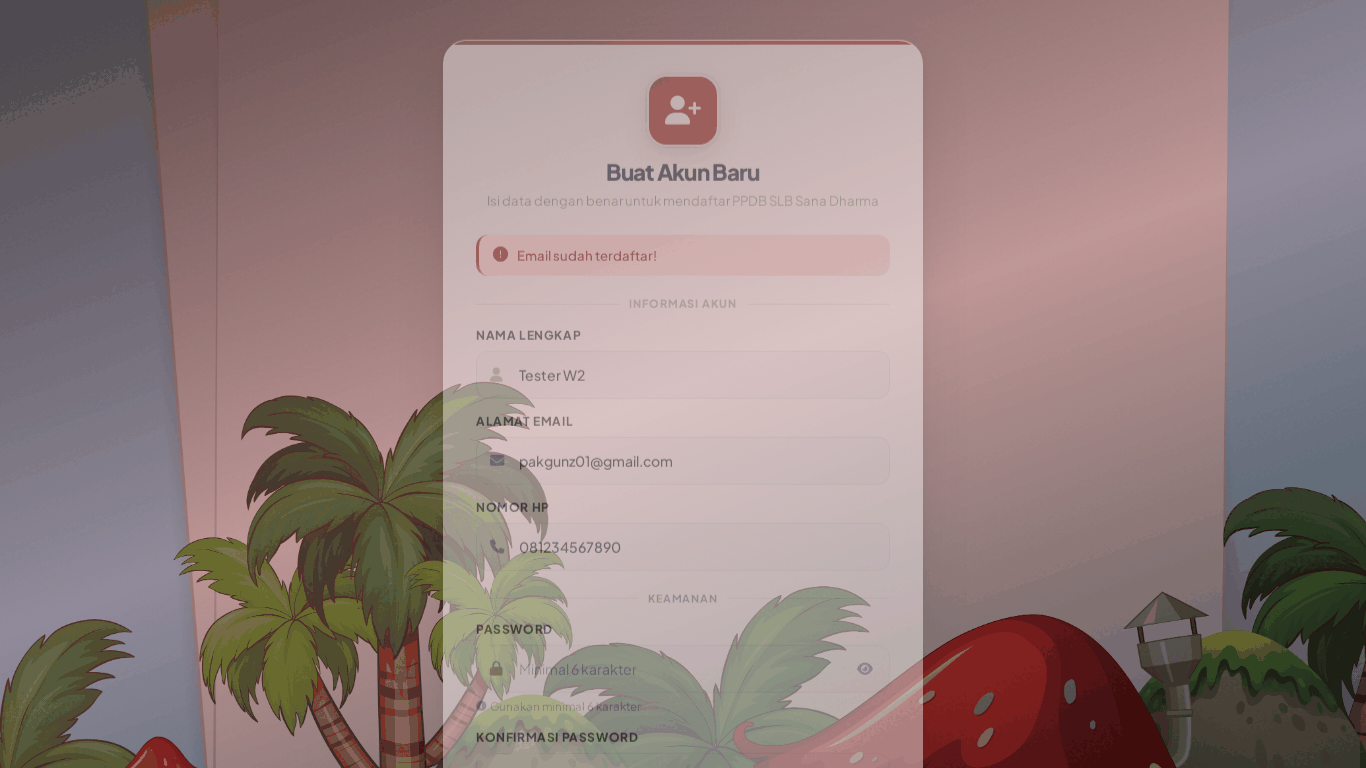 Buat Akun Baru
Isi data dengan benar untuk mendaftar PPDB SLB Sana Dharma
Email sudah terdaftar!
INFORMASI AKUN
NAMA LENGKAP
Tester W2
ALAMAT EMAIL
pakgunz01@gmail.com
NOMOR HP
081234567890
KEAMANAN
PASSWORD
Minimal 6 karakter
Gunakan minimal 6 karakter
KONFIRMASI PASSWORD